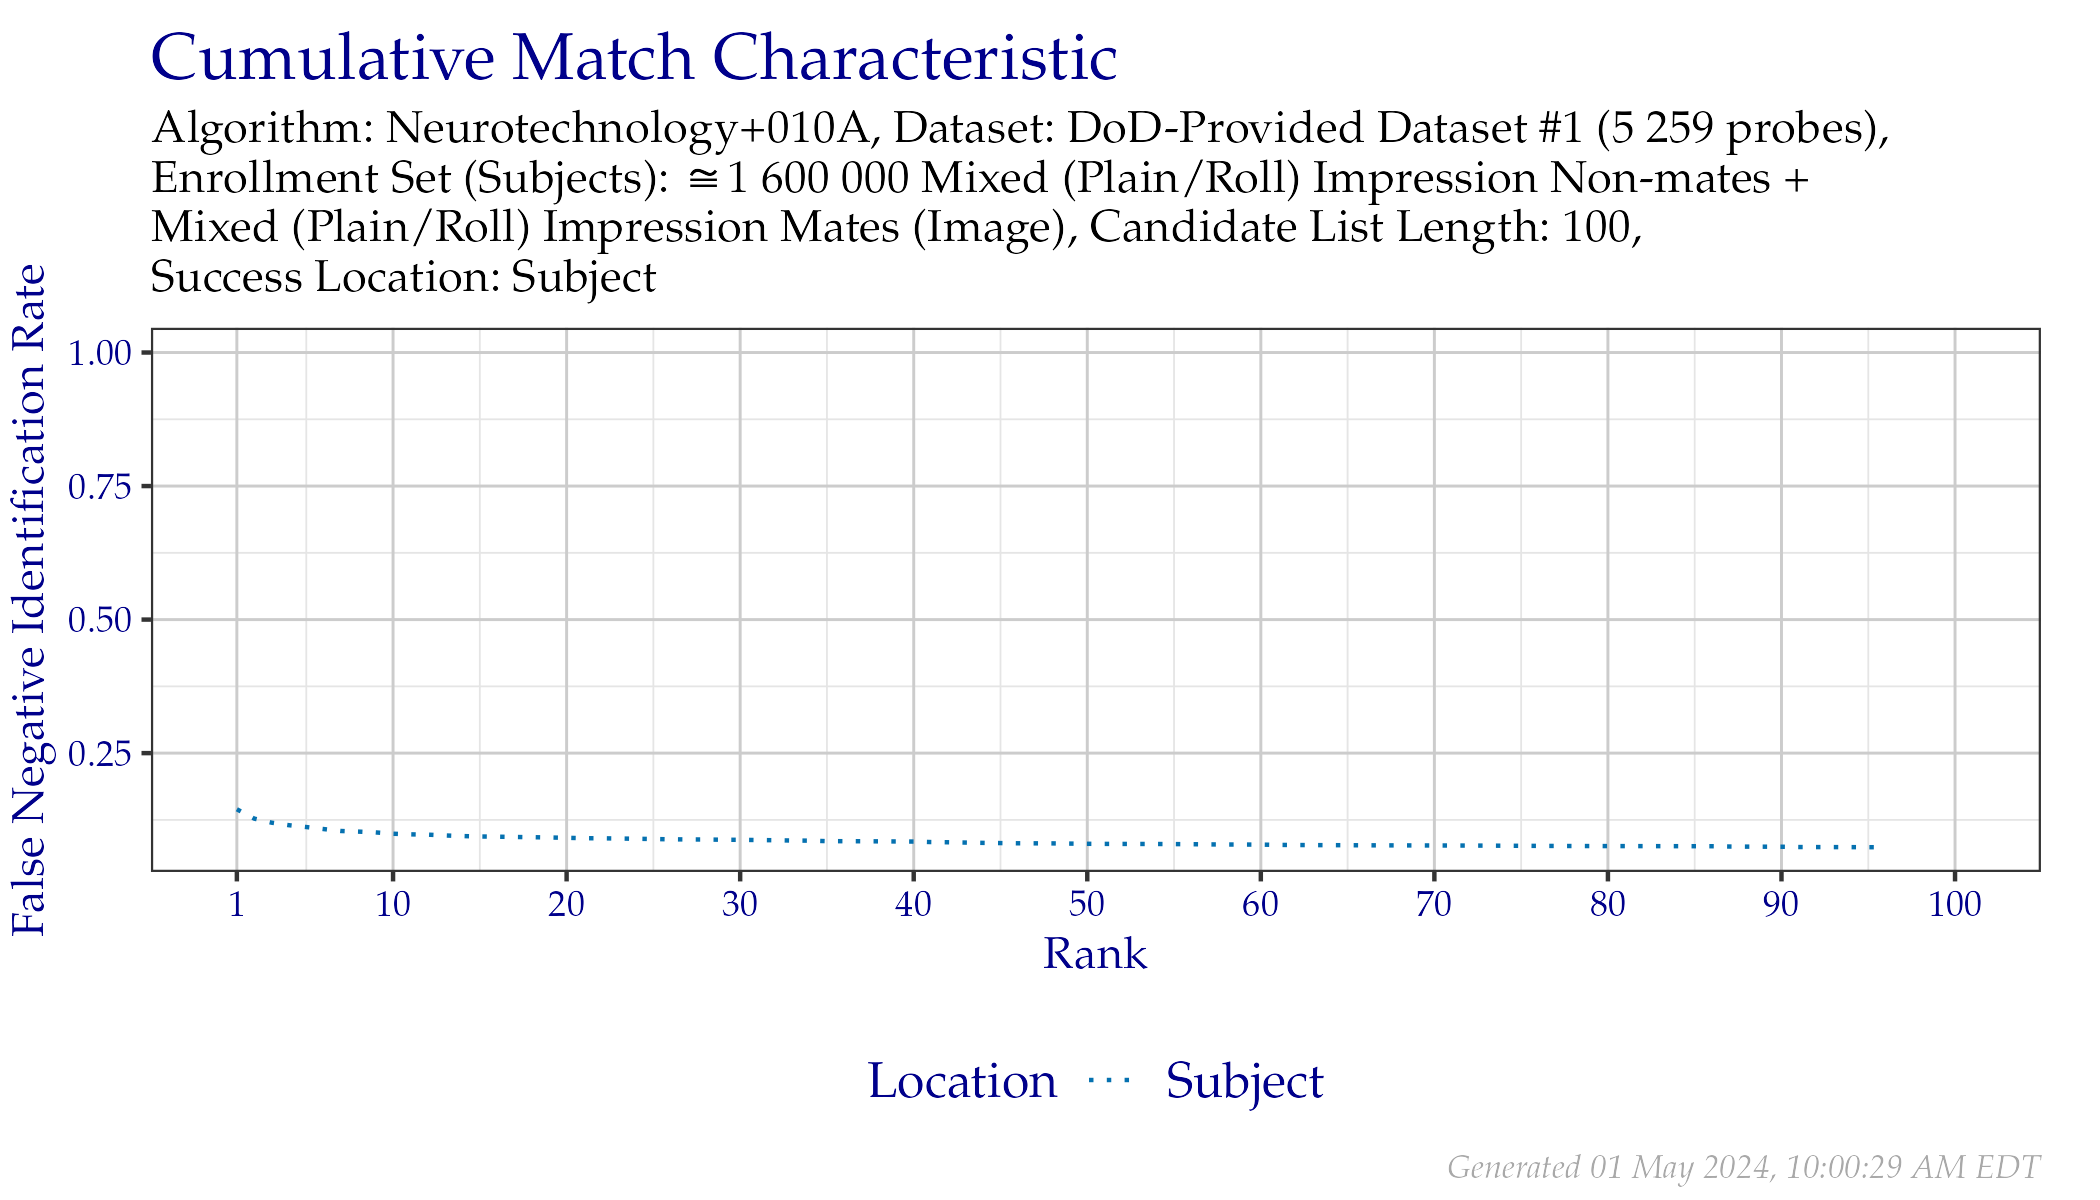 Cumulative Match Characteristic
Algorithm: Neurotechnology+010A, Dataset: DoD-Provided Dataset #1 (5 259 probes),
Enrollment Set (Subjects): ≅1 600 000 Mixed (Plain/Roll) Impression Non-mates +
Mixed (Plain/Roll) Impression Mates (Image), Candidate List Length: 100,
Success Location: Subject
False Negative Identification Rate
1.00
0.75
0.50
0.25
1 10 20 30 40 50 60 70 80 90 100
Rank
Location Subject
Generated 01 May 2024, 10:00:29 AM EDT